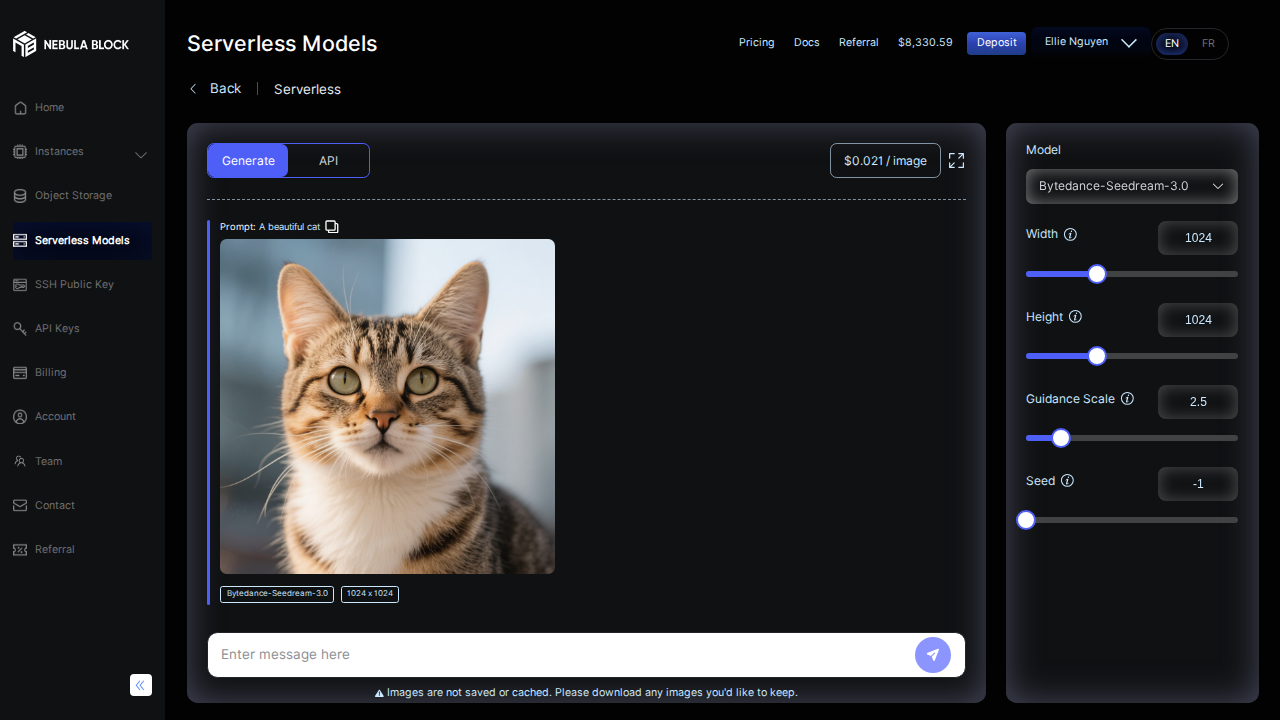 NEBULA BLOCK
Serverless Models
Pricing Docs Referral $8,330.59 Deposit Ellie Nguyen EN FR
Back Serverless
Home
Instances
Object Storage
Serverless Models
SSH Public Key
API Keys
Billing
Account
Team
Contact
Referral
Generate API $0.021 / image
Prompt: A beautiful cat
Bytedance-Seedream-3.0 1024 x 1024
Enter message here
Images are not saved or cached. Please download any images you'd like to keep.
Model
Bytedance-Seedream-3.0
Width 1024
Height 1024
Guidance Scale 2.5
Seed -1